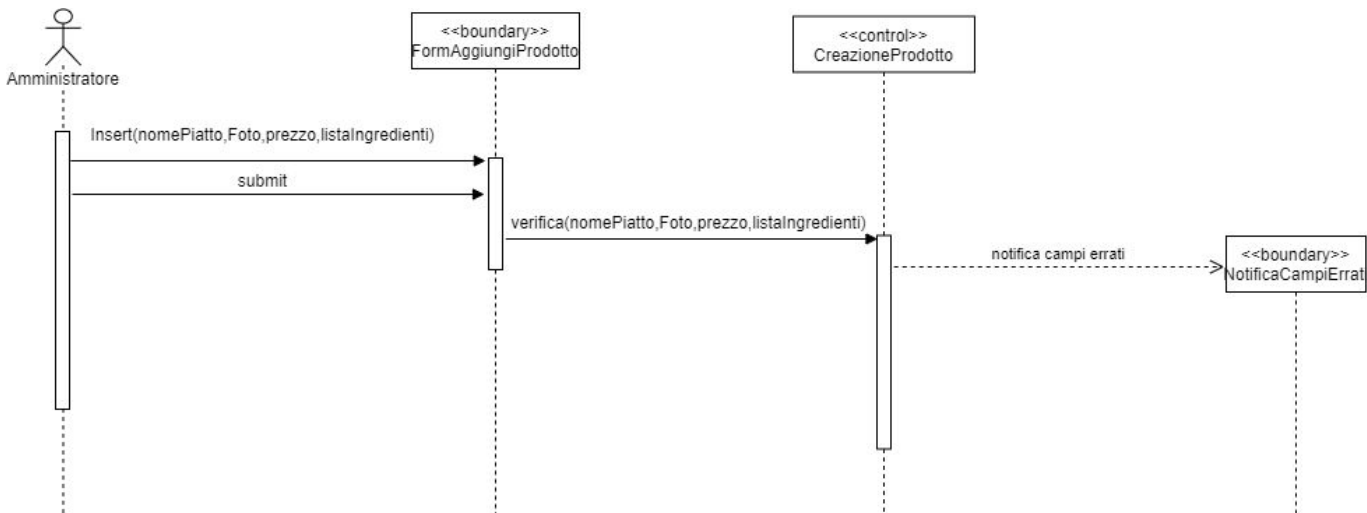 <<boundary>>
FormAggiungiProdotto
<<control>>
CreazioneProdotto
Amministratore
Insert(nomePiatto,Foto,prezzo,listaIngredienti)
submit
verifica(nomePiatto,Foto,prezzo,listaIngredienti)
notifica campi errati
<<boundary>>
NotificaCampiErrati